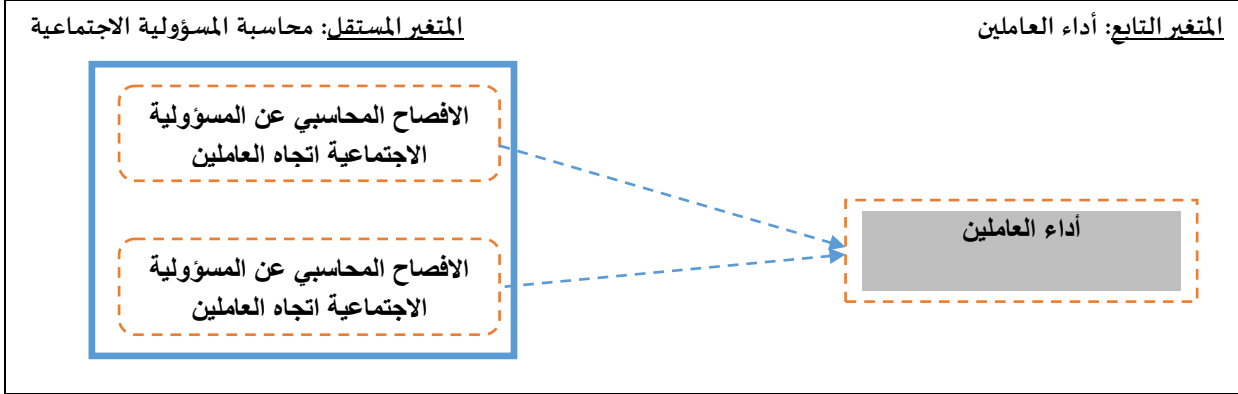 المتغير التابع: أداء العاملين
المتغير المستقل: محاسبة المسؤولية الاجتماعية
الافصاح المحاسبي عن المسؤولية
الاجتماعية اتجاه العاملين
أداء العاملين
الافصاح المحاسبي عن المسؤولية
الاجتماعية اتجاه العاملين